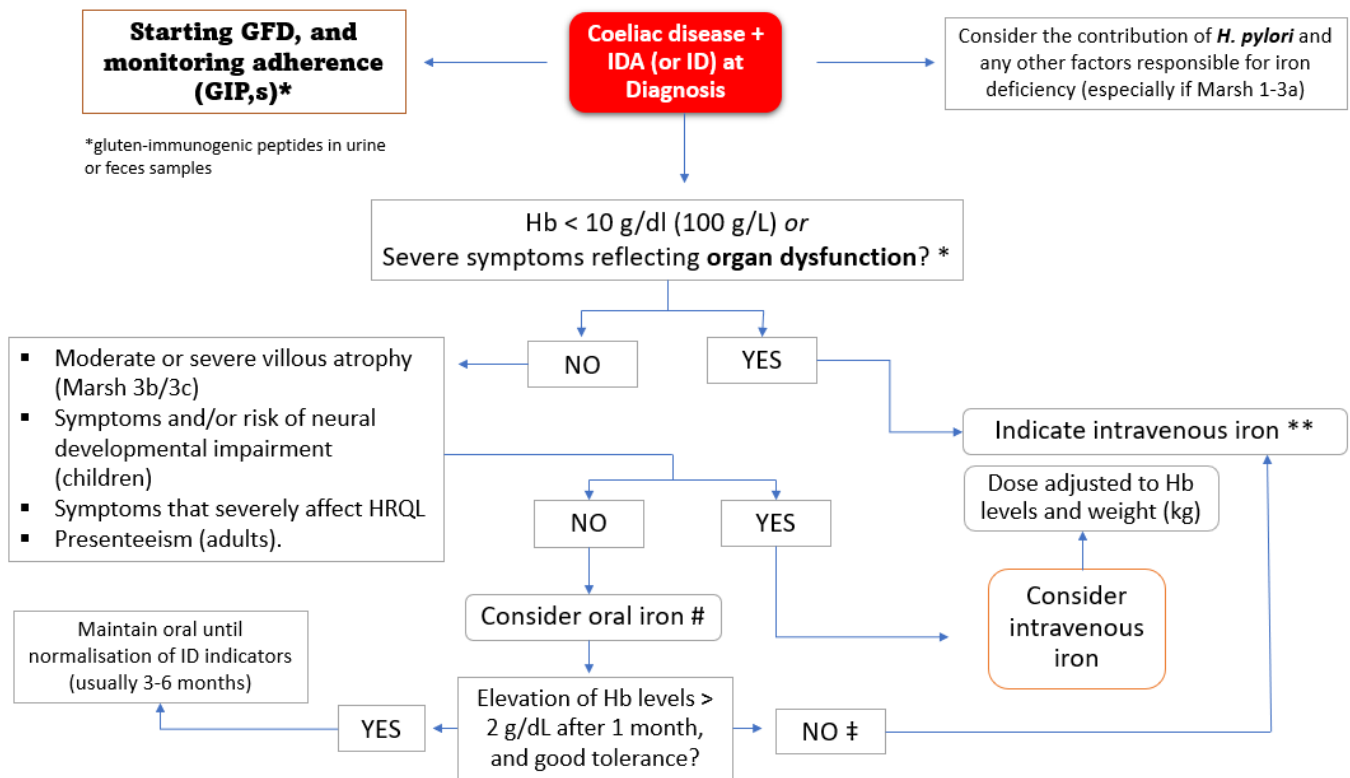 Starting GFD, and
monitoring adherence
(GIP,s)*
*gluten-immunogenic peptides in urine
or feces samples
Coeliac disease +
IDA (or ID) at
Diagnosis
Consider the contribution of H. pylori and
any other factors responsible for iron
deficiency (especially if Marsh 1-3a)
Hb < 10 g/dl (100 g/L) or
Severe symptoms reflecting organ dysfunction? *
NO
YES
▪ Moderate or severe villous atrophy
(Marsh 3b/3c)
▪ Symptoms and/or risk of neural
developmental impairment
(children)
▪ Symptoms that severely affect HRQL
▪ Presenteeism (adults).
Indicate intravenous iron **
Dose adjusted to Hb
levels and weight (kg)
NO
YES
Consider
intravenous
iron
Consider oral iron #
Maintain oral until
normalisation of ID indicators
(usually 3-6 months)
YES
Elevation of Hb levels >
2 g/dL after 1 month,
and good tolerance?
NO ‡